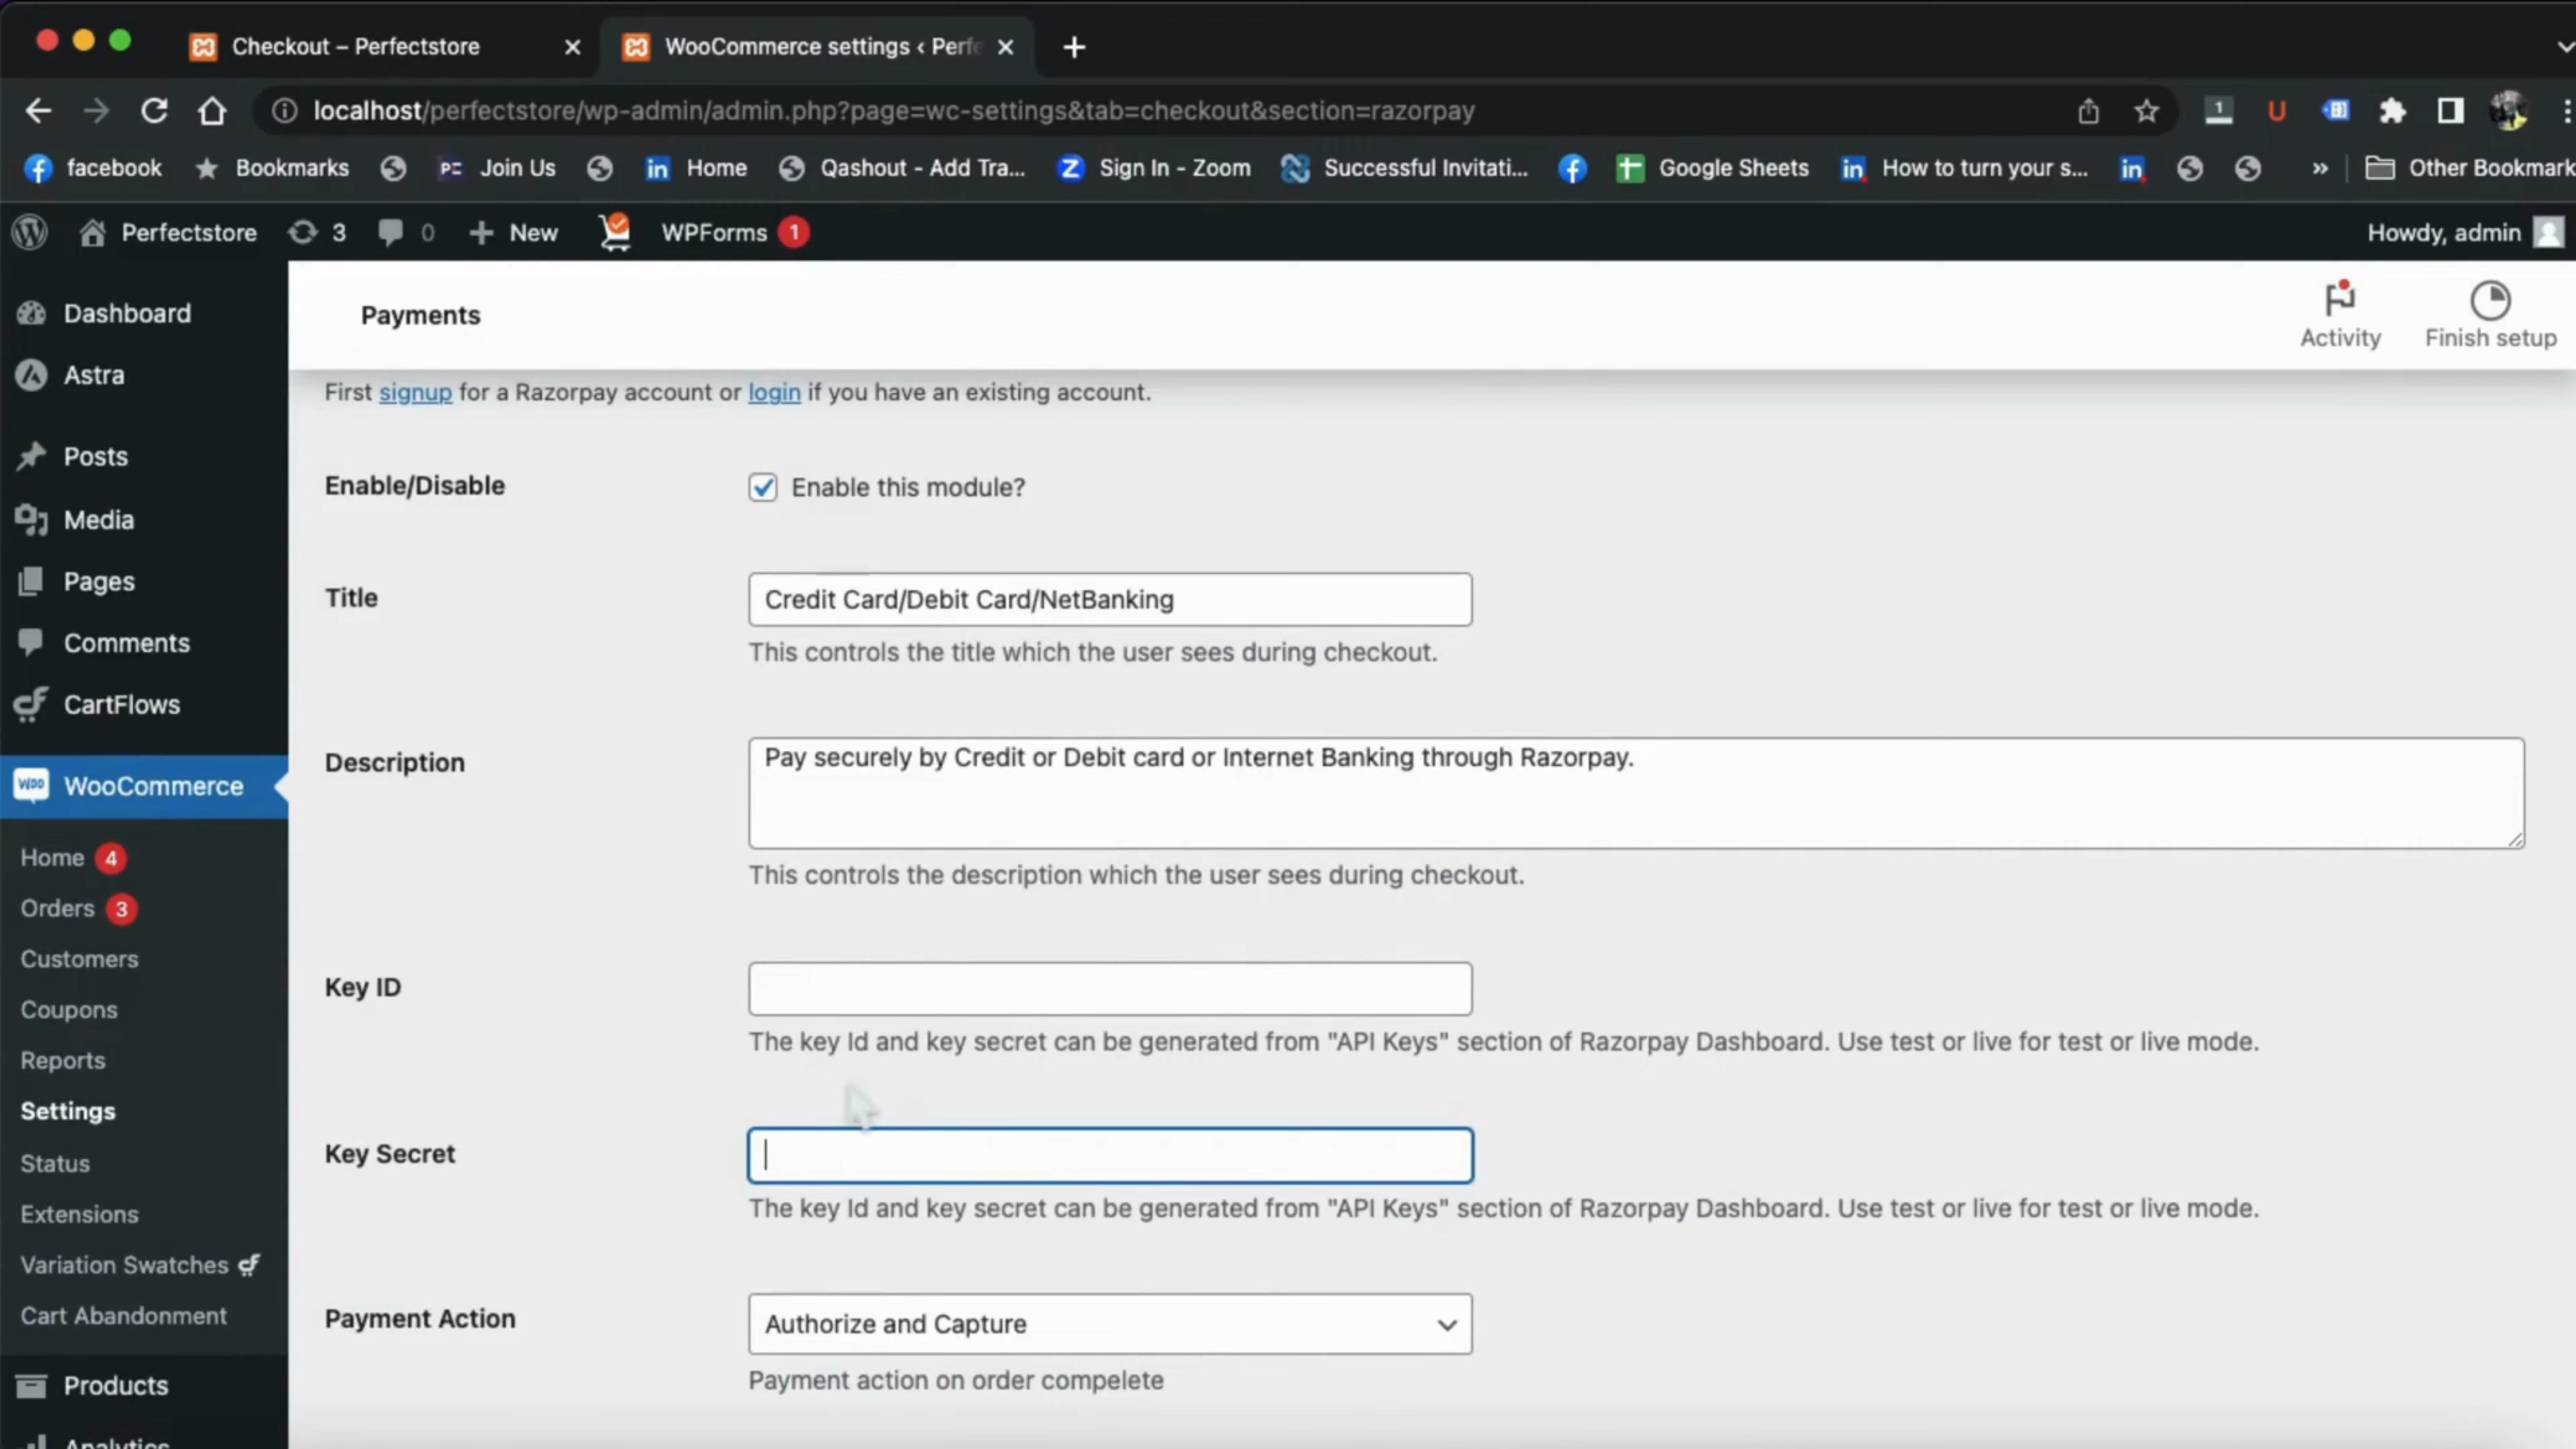 Checkout – Perfectstore
WooCommerce settings ‹ Perfe
localhost/perfectstore/wp-admin/admin.php?page=wc-settings&tab=checkout&section=razorpay
facebook Bookmarks Join Us Home Qashout - Add Tra... Sign In - Zoom Successful Invitati... Google Sheets How to turn your s... » Other Bookmark
Perfectstore 3 0 New WPForms 1 Howdy, admin
Dashboard
Astra
Posts
Media
Pages
Comments
CartFlows
WooCommerce
Home 4
Orders 3
Customers
Coupons
Reports
Settings
Status
Extensions
Variation Swatches
Cart Abandonment
Products
Analytics
Payments
Activity
Finish setup
First signup for a Razorpay account or login if you have an existing account.
Enable/Disable
Enable this module?
Title
Credit Card/Debit Card/NetBanking
This controls the title which the user sees during checkout.
Description
Pay securely by Credit or Debit card or Internet Banking through Razorpay.
This controls the description which the user sees during checkout.
Key ID
The key Id and key secret can be generated from "API Keys" section of Razorpay Dashboard. Use test or live for test or live mode.
Key Secret
The key Id and key secret can be generated from "API Keys" section of Razorpay Dashboard. Use test or live for test or live mode.
Payment Action
Authorize and Capture
Payment action on order compelete